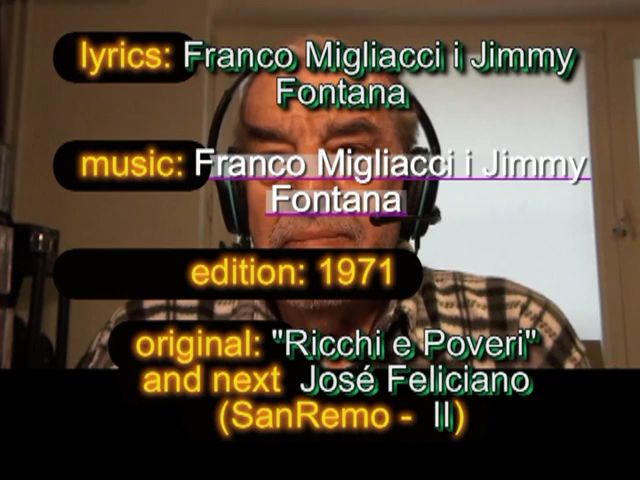 lyrics: Franco Migliacci i Jimmy
Fontana
music: Franco Migliacci i Jimmy
Fontana
edition: 1971
original: "Ricchi e Poveri"
and next José Feliciano
(SanRemo - II)